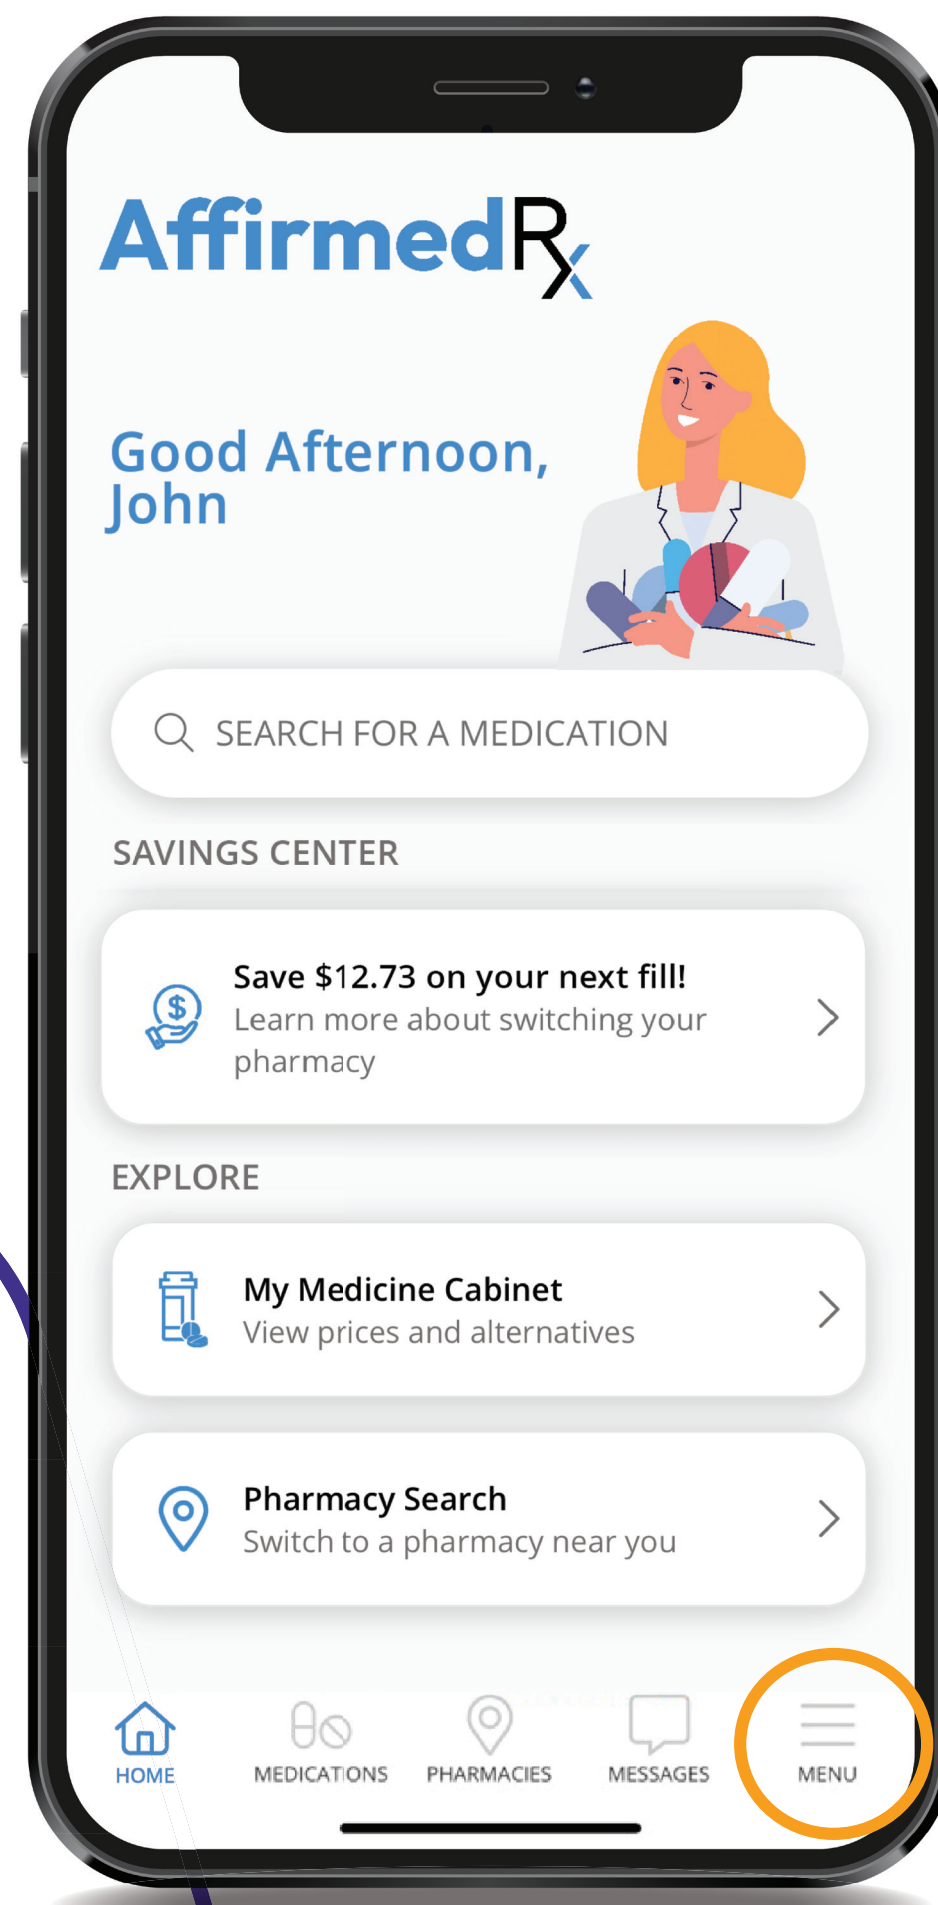 AffirmedRx
Good Afternoon,
John
SEARCH FOR A MEDICATION
SAVINGS CENTER
Save $12.73 on your next fill!
Learn more about switching your
pharmacy
EXPLORE
My Medicine Cabinet
View prices and alternatives
Pharmacy Search
Switch to a pharmacy near you
HOME MEDICATIONS PHARMACIES MESSAGES MENU